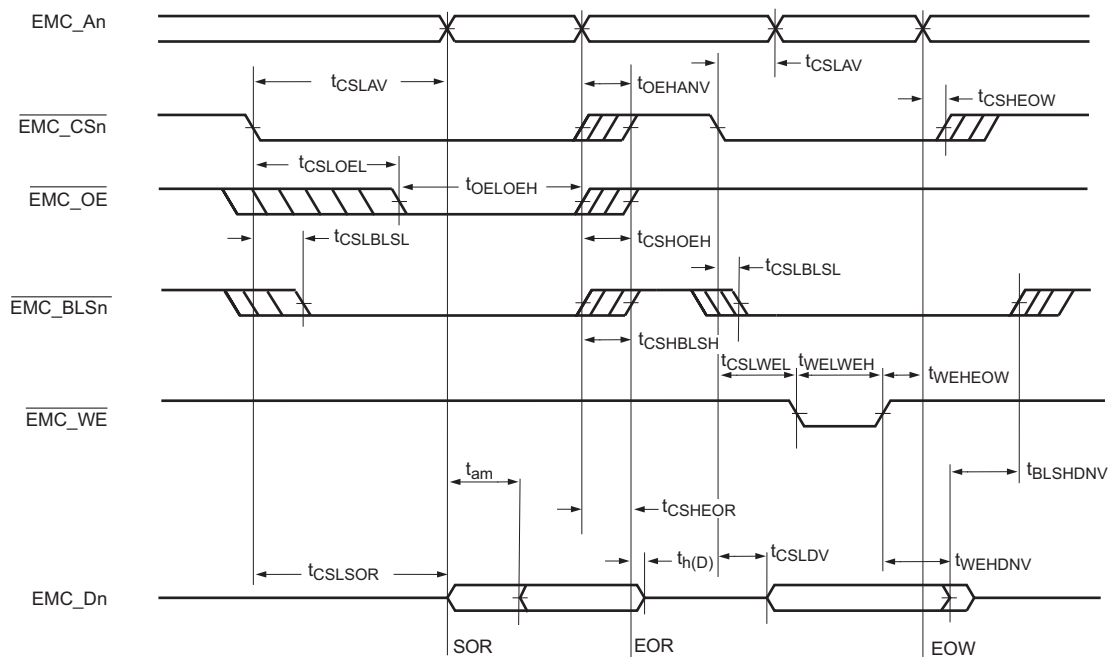 EMC_An
tCSLAV
tOEHANV
tCSLAV
tCSHEOW
EMC_CSn
tCSLOEL
tOELOEH
EMC_OE
tCSLBLSL
tCSHOEH
tCSLBLSL
EMC_BLSn
tCSHBLSH
tCSLWEL
tWELWEH
tWEHEOW
EMC_WE
tam
tBLSHDNV
tCSHEOR
tCSLSOR
th(D)
tCSLDV
tWEHDNV
EMC_Dn
SOR
EOR
EOW